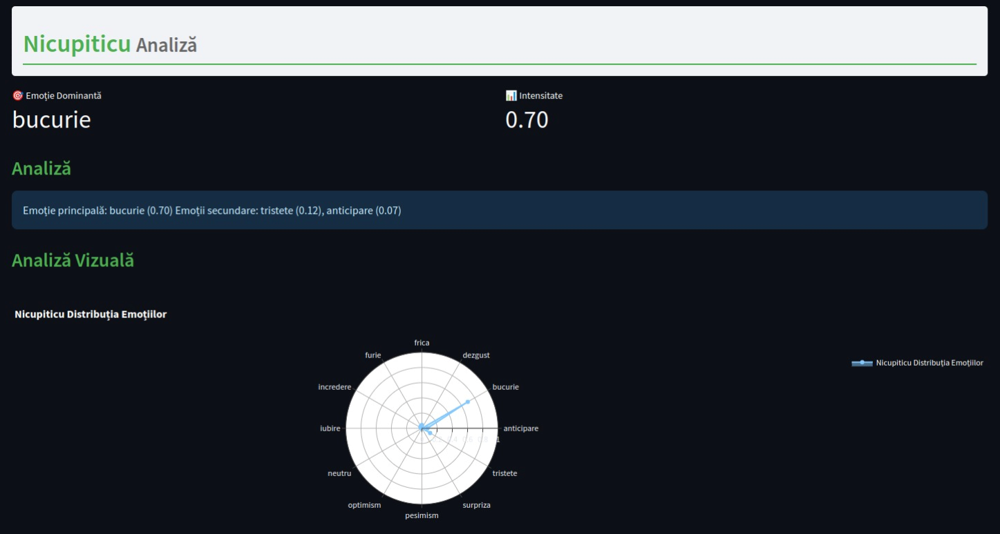 Nicupiticu Analiză
🎯 Emoție Dominantă
bucurie
📊 Intensitate
0.70
Analiză
Emoție principală: bucurie (0.70) Emoții secundare: tristete (0.12), anticipare (0.07)
Analiză Vizuală
Nicupiticu Distribuția Emoțiilor
frica
furie
dezgust
incredere
bucurie
iubire
anticipare
0.4 0.6 0.8 1
neutru
tristete
optimism
surpriza
pesimism
Nicupiticu Distribuția Emoțiilor